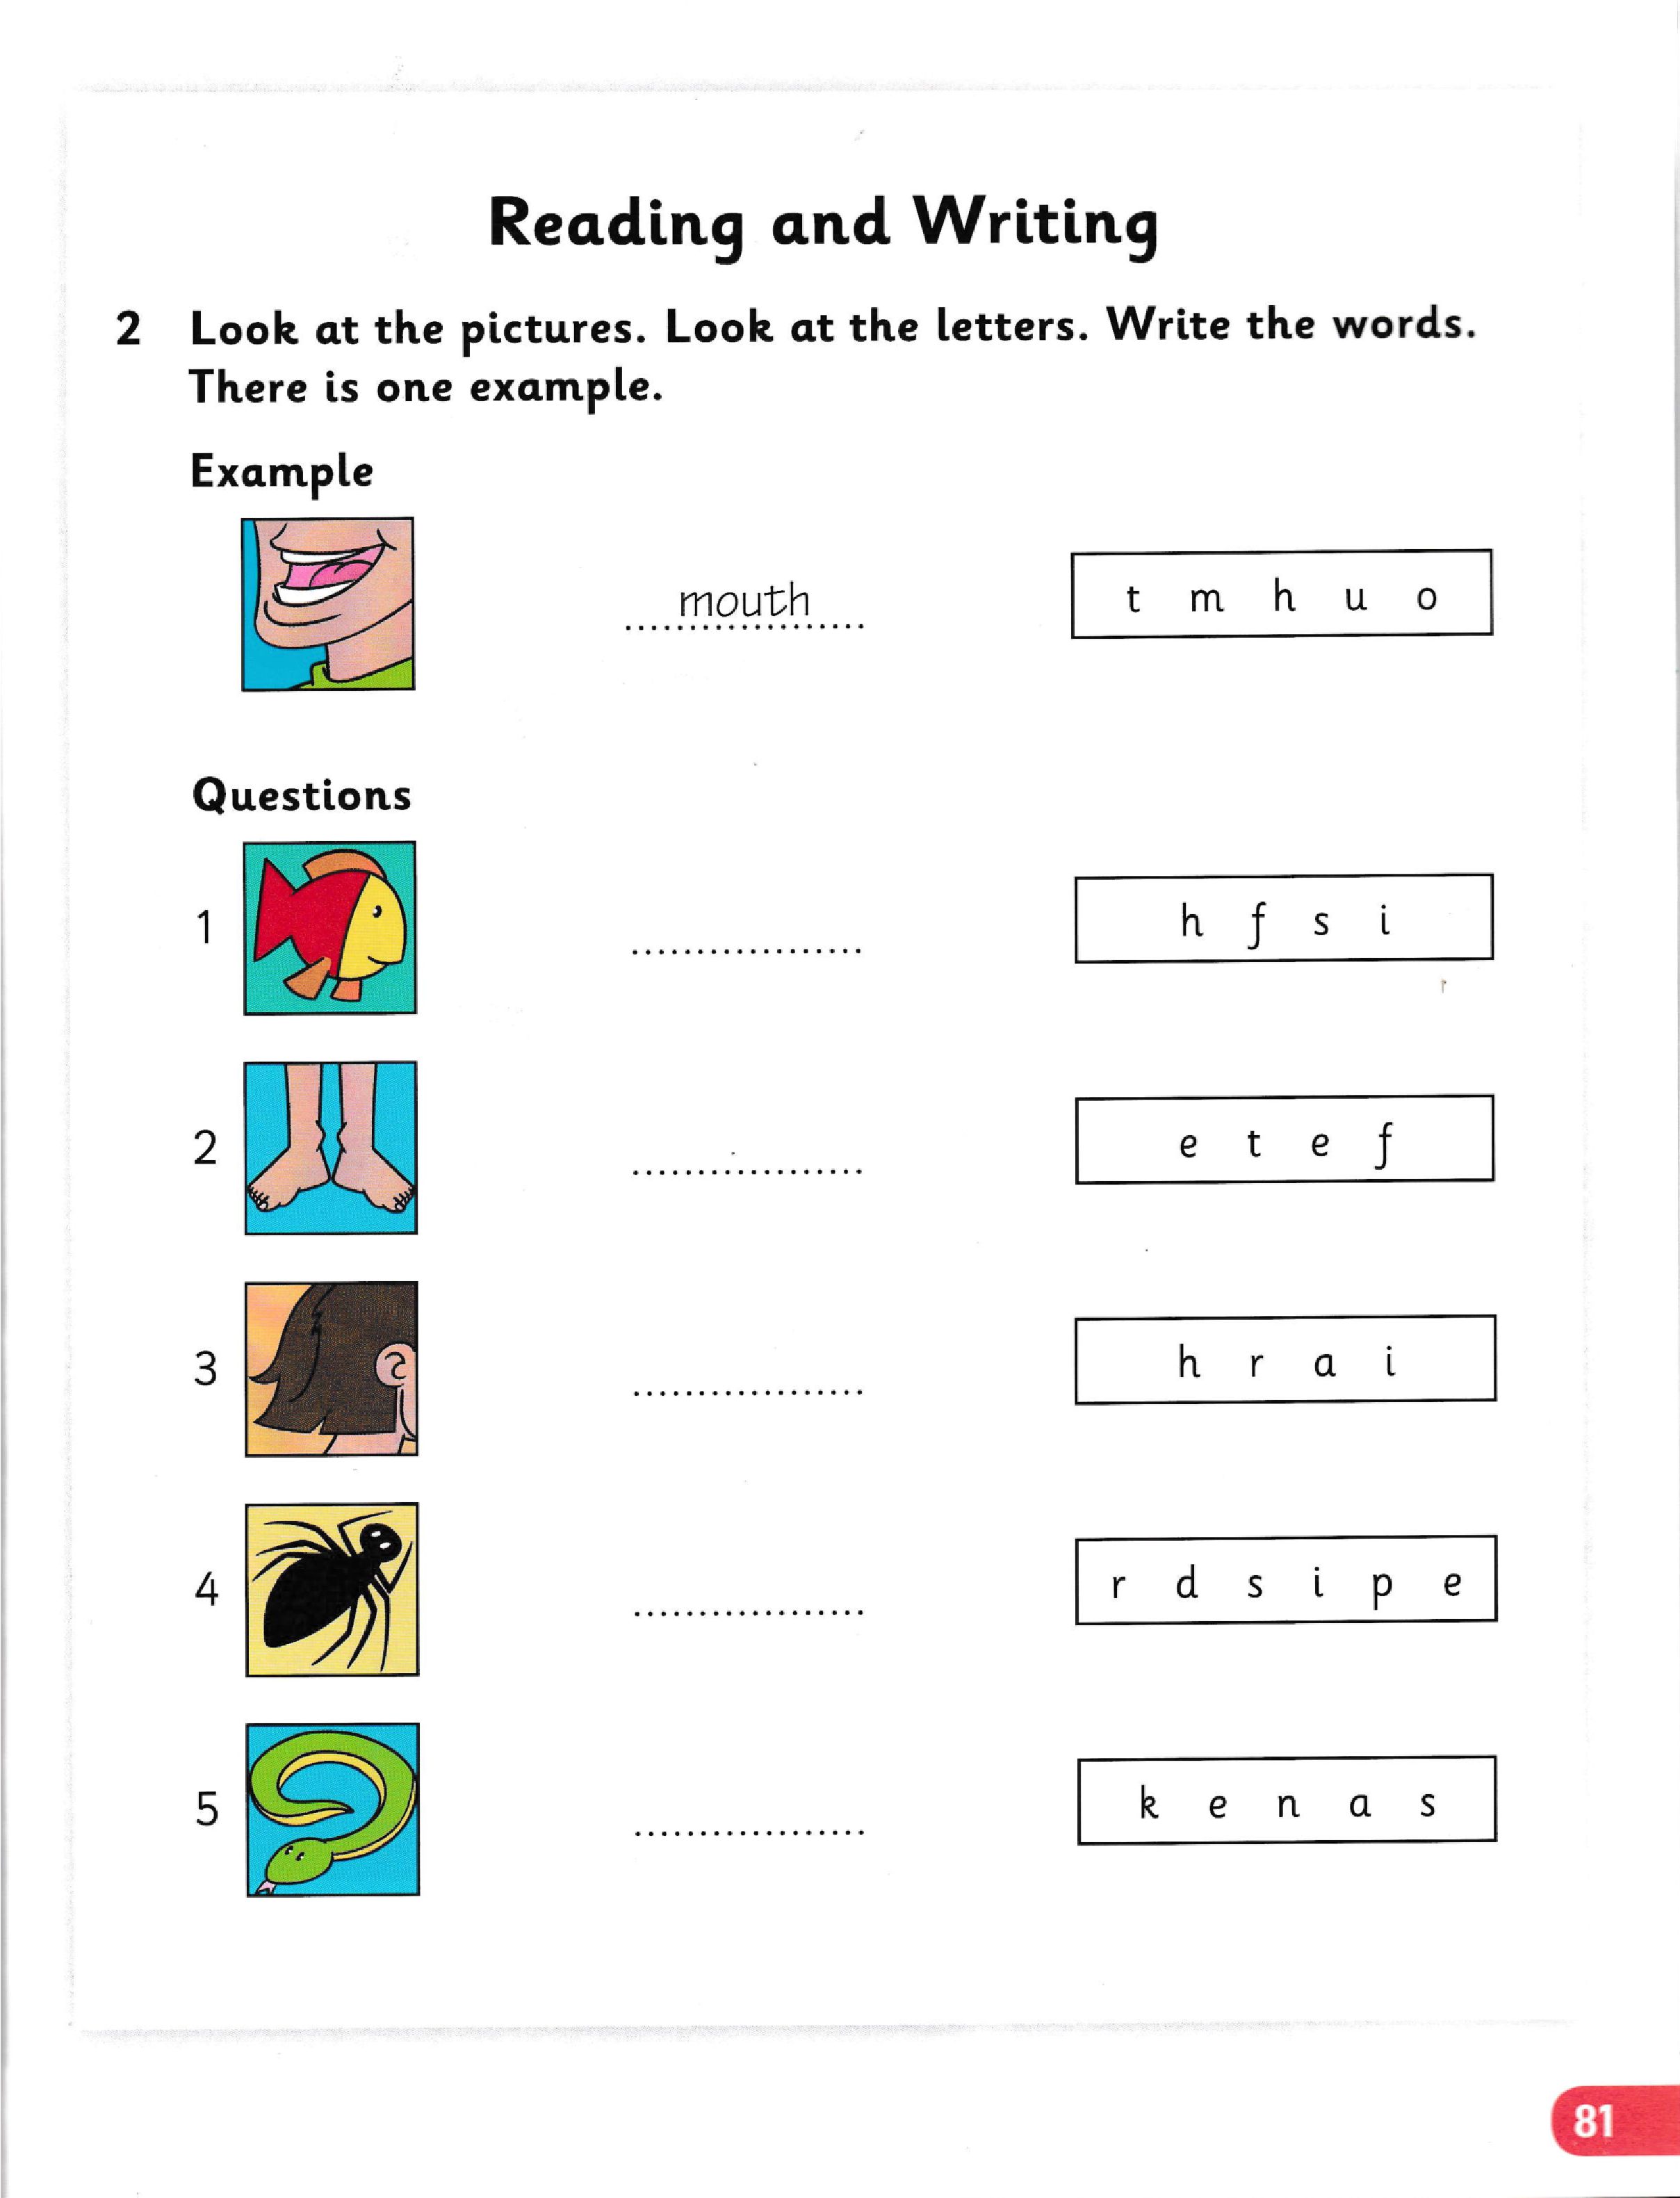 Reading and Writing
2 Look at the pictures. Look at the letters. Write the words.
There is one example.
Example
mouth t m h u o
Questions
1 .................. h f s i
2 .................. e t e f
3 .................. h r a i
4 .................. r d s i p e
5 .................. k e n a s
81